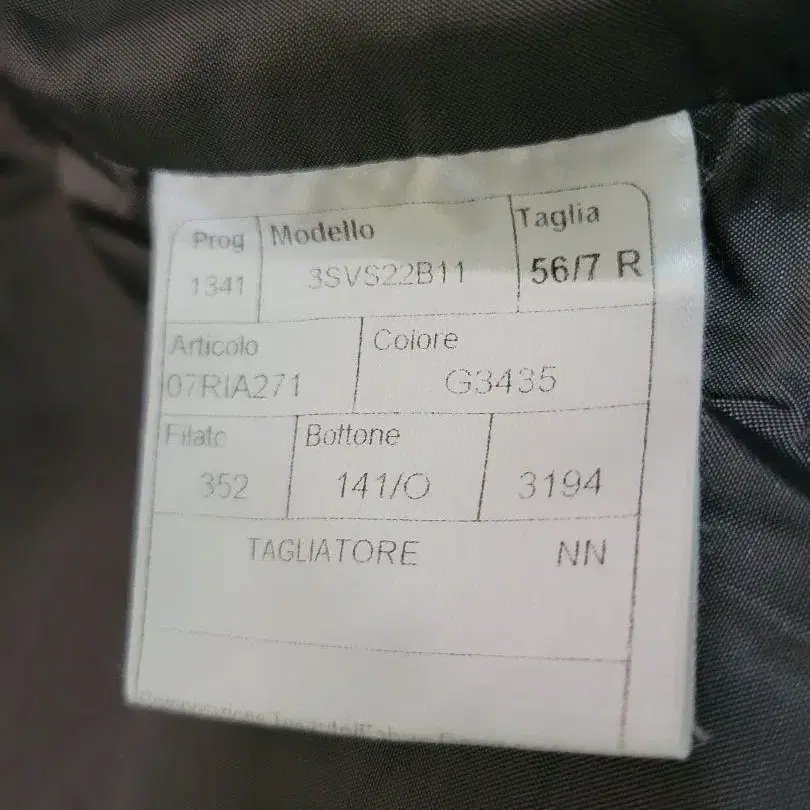 Prog Modello Taglia
1341 3SVS22B11 56/7 R
Articolo Colore
07RIA271 G3435
Filato Bottone
352 141/O 3194
TAGLIATORE NN